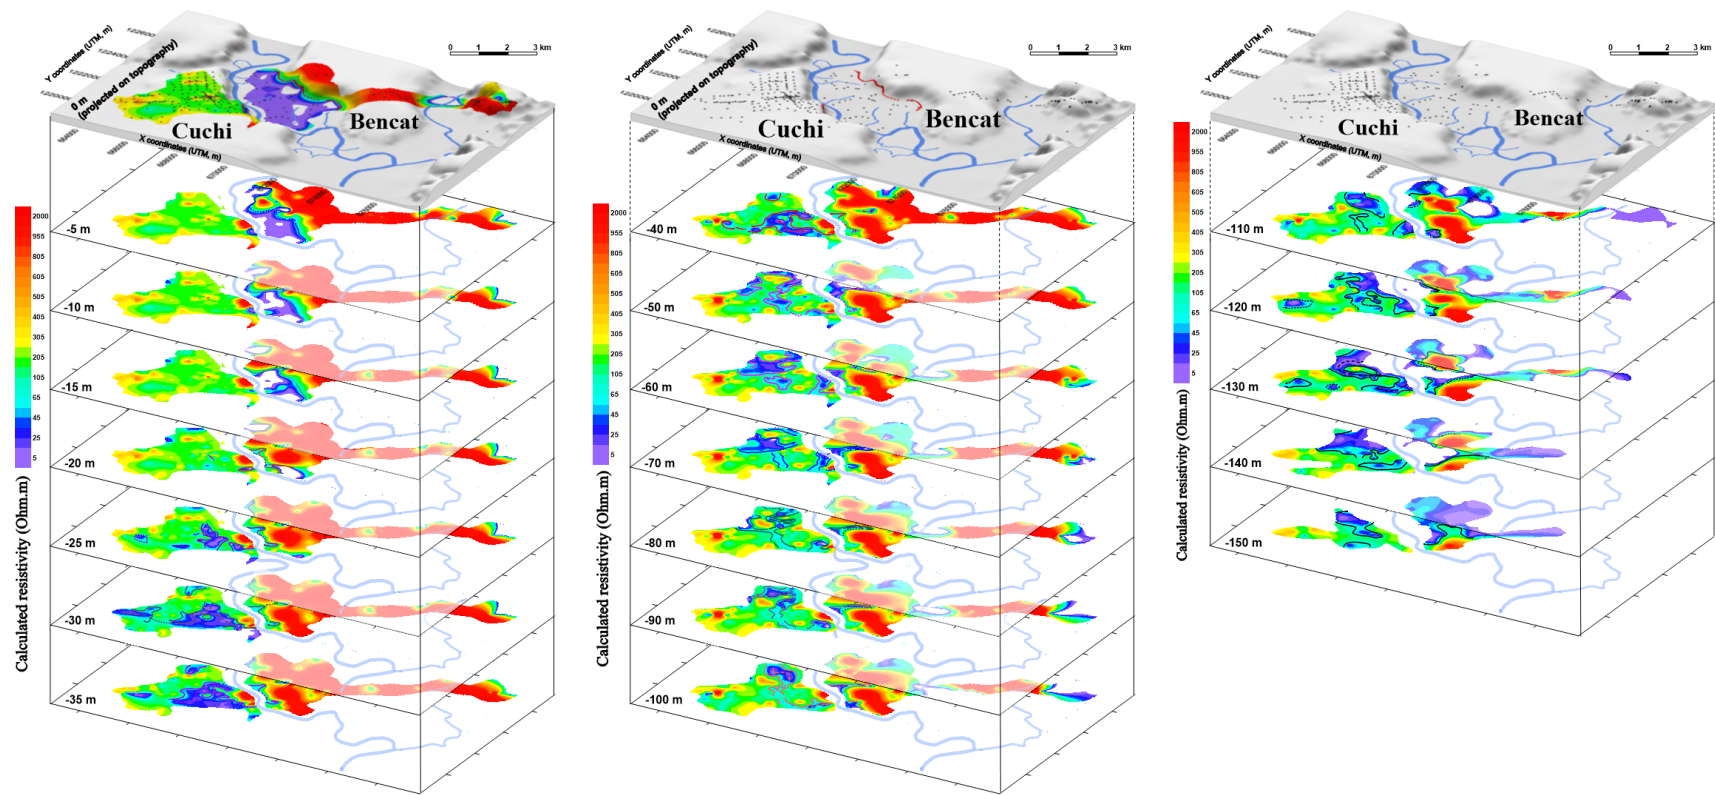 Y coordinates (UTM, m)
0 m
(projected on topography)
0 1 2 3 km
Cuchi
Bencat
X coordinates (UTM, m)
2000
955
805
605
505
405
305
205
105
65
45
25
5
Calculated resistivity (Ohm.m)
-5 m
-10 m
-15 m
-20 m
-25 m
-30 m
-35 m
Y coordinates (UTM, m)
0 m
(projected on topography)
0 1 2 3 km
Cuchi
Bencat
X coordinates (UTM, m)
2000
955
805
605
505
405
305
205
105
65
45
25
5
Calculated resistivity (Ohm.m)
-40 m
-50 m
-60 m
-70 m
-80 m
-90 m
-100 m
Y coordinates (UTM, m)
0 1 2 3 km
Cuchi
Bencat
X coordinates (UTM, m)
2000
955
805
605
505
405
205
105
65
45
25
5
Calculated resistivity (Ohm.m)
-110 m
-120 m
-130 m
-140 m
-150 m